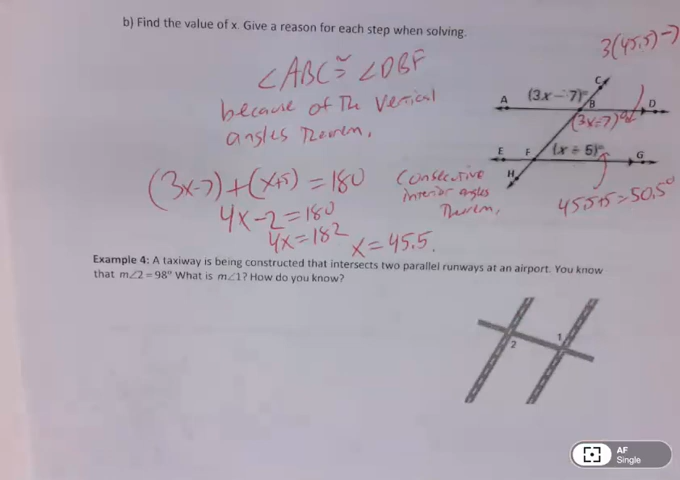 b) Find the value of x. Give a reason for each step when solving.
3(45.5)-7
∠ABC ≅ ∠DBF
because of The Vertical
angles Theorem.
A
(3x - 7)°
C
B
D
(3x-7)°
E
F
(x + 5)°
G
H
(3x-7)+(x+5) = 180
Consecutive
interior angles
Theorem.
4x-2=180
4x=182
x=45.5.
45.5+5=50.5°
Example 4: A taxiway is being constructed that intersects two parallel runways at an airport. You know
that m∠2 = 98° What is m∠1? How do you know?
2
1
AF
Single